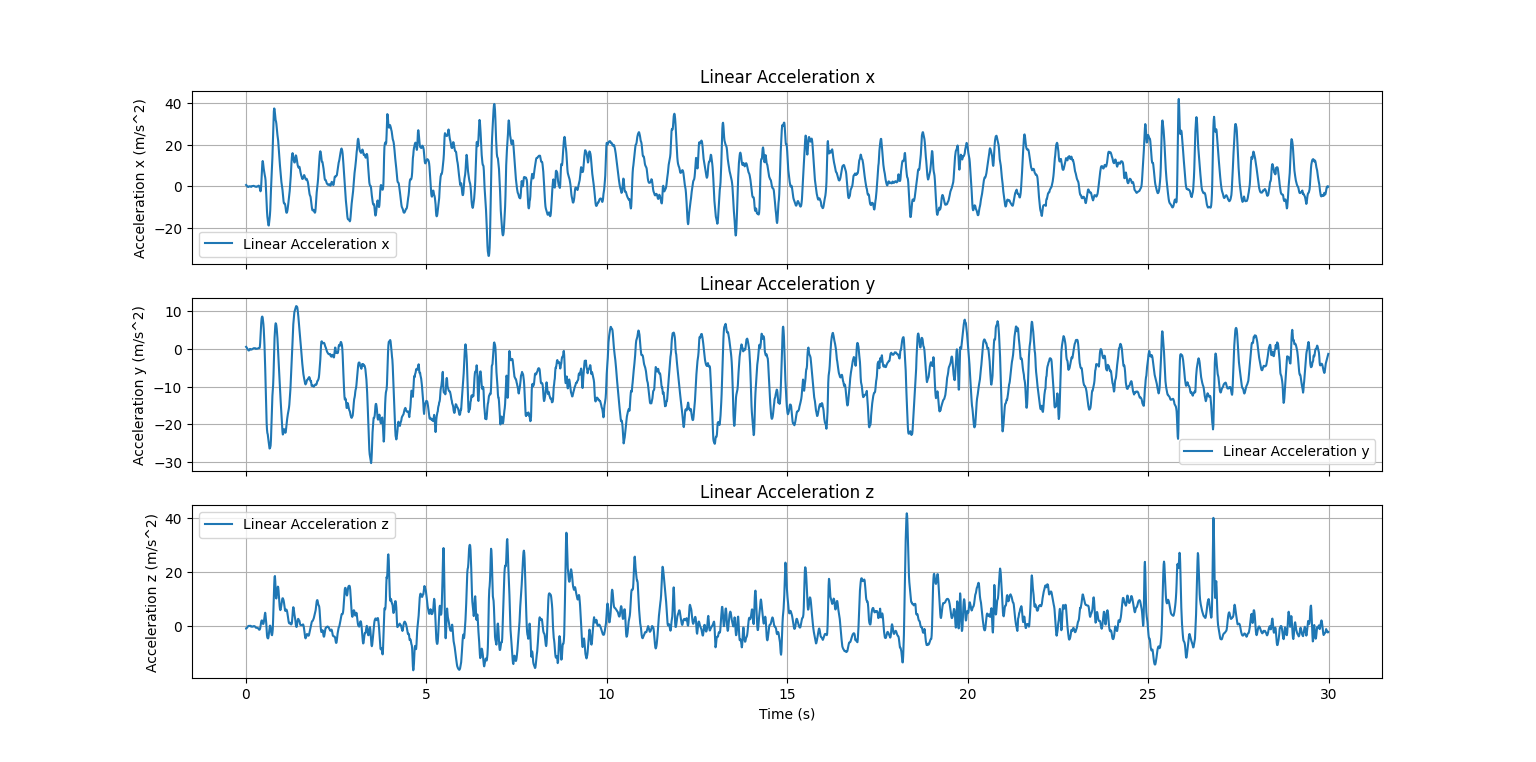 Linear Acceleration x
Acceleration x (m/s^2)
40
20
0
−20
Linear Acceleration x
Linear Acceleration y
Acceleration y (m/s^2)
10
0
−10
−20
−30
Linear Acceleration y
Linear Acceleration z
Acceleration z (m/s^2)
40
20
0
Linear Acceleration z
0 5 10 15 20 25 30
Time (s)